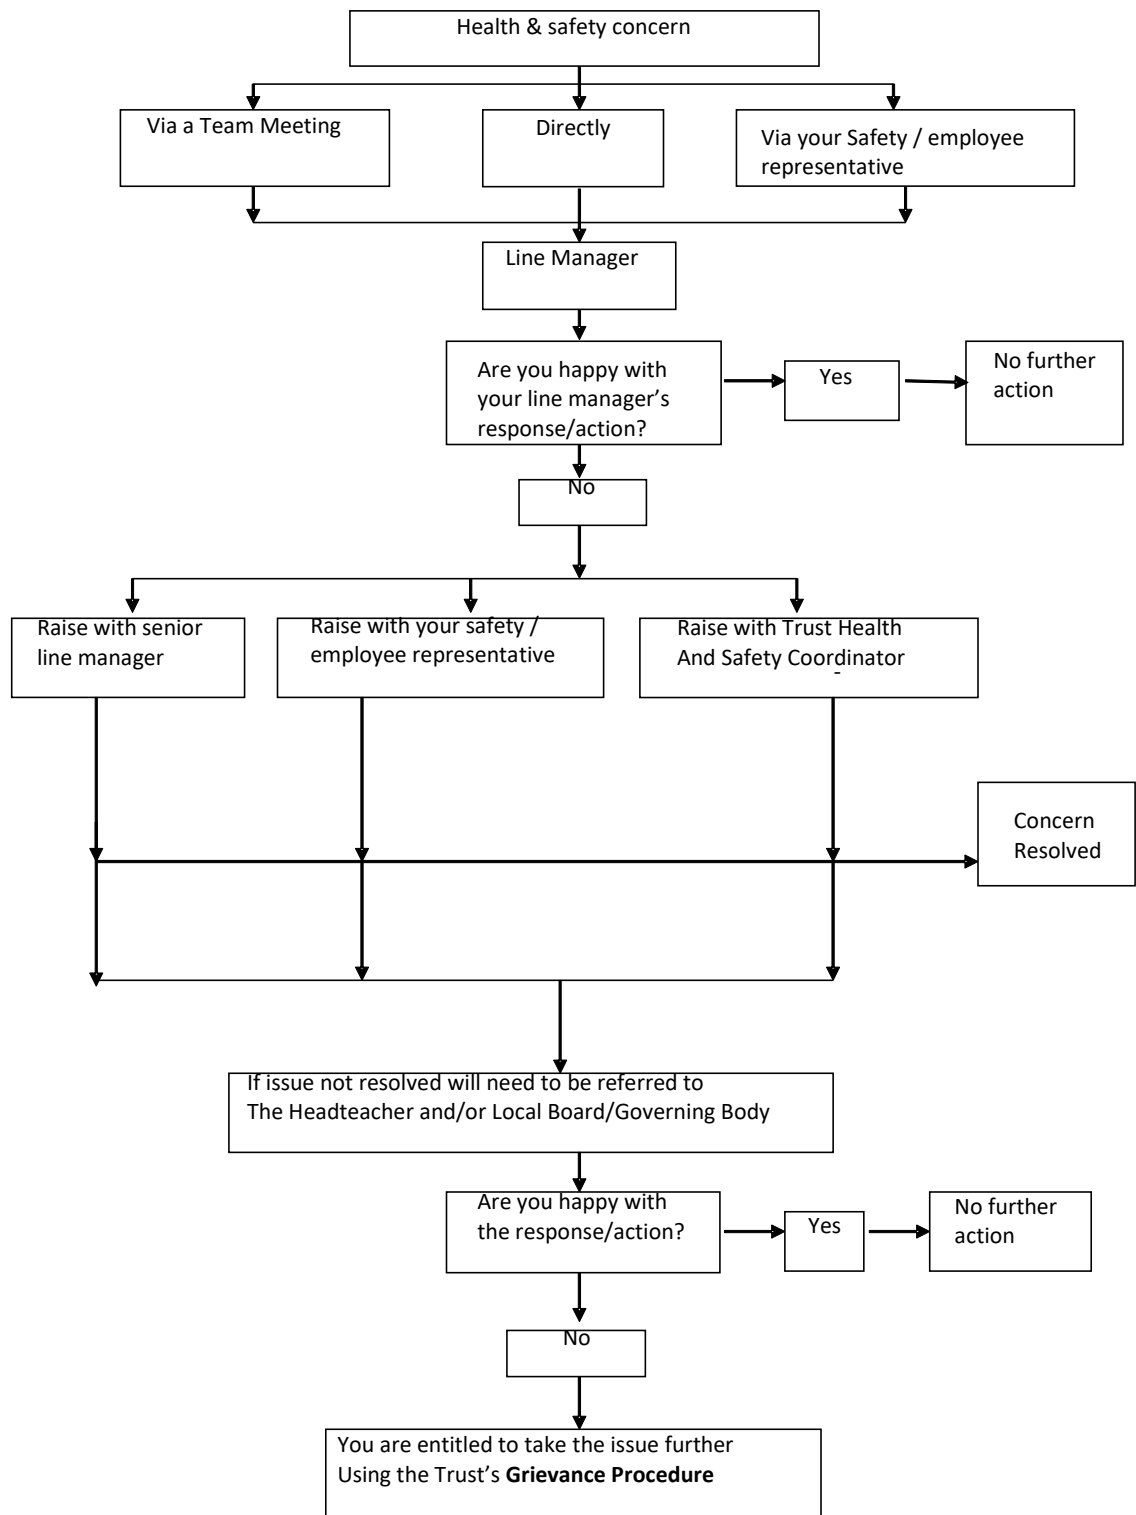 Health & safety concern
Via a Team Meeting
Directly
Via your Safety / employee
representative
Line Manager
Are you happy with
your line manager’s
response/action?
Yes
No further
action
No
Raise with senior
line manager
Raise with your safety /
employee representative
Raise with Trust Health
And Safety Coordinator
Concern
Resolved
If issue not resolved will need to be referred to
The Headteacher and/or Local Board/Governing Body
Are you happy with
the response/action?
Yes
No further
action
No
You are entitled to take the issue further
Using the Trust’s Grievance Procedure